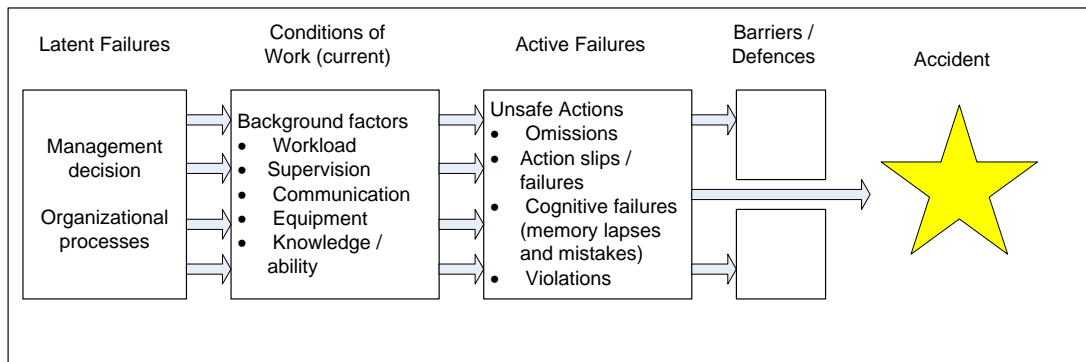 Latent Failures
Conditions of
Work (current)
Active Failures
Barriers /
Defences
Accident
Management
decision
Organizational
processes
Background factors
• Workload
• Supervision
• Communication
• Equipment
• Knowledge /
ability
Unsafe Actions
• Omissions
• Action slips /
failures
• Cognitive failures
(memory lapses
and mistakes)
• Violations